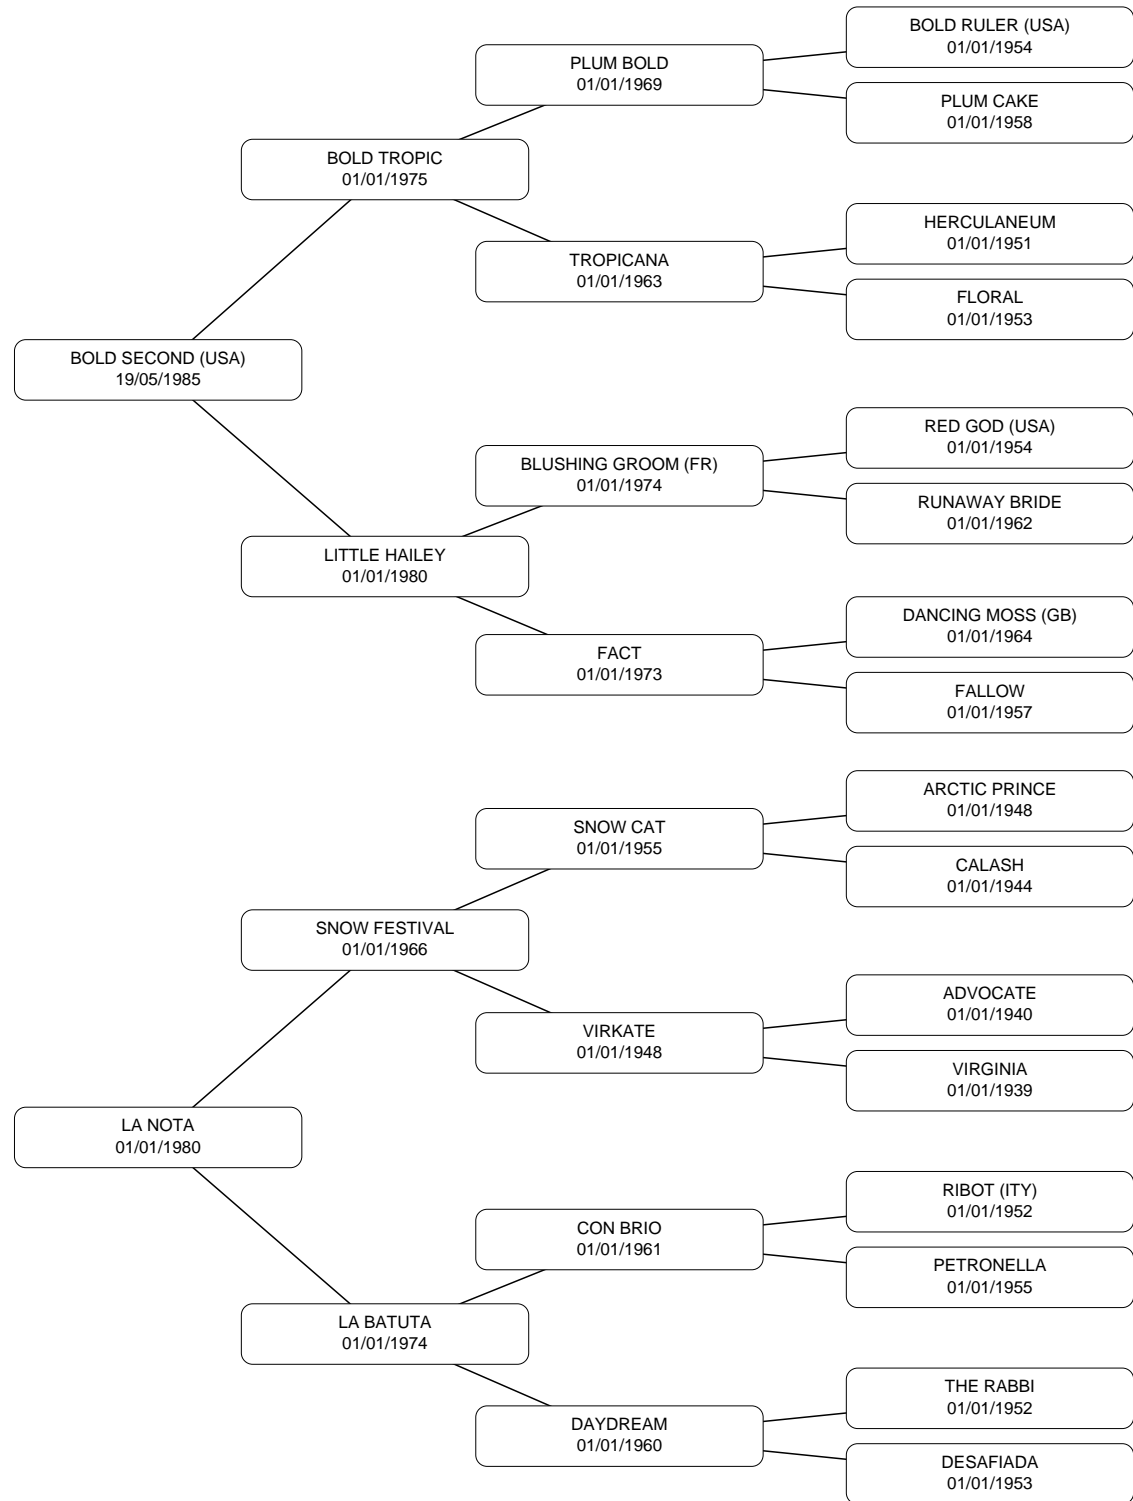 BOLD RULER (USA)
01/01/1954
PLUM BOLD
01/01/1969
PLUM CAKE
01/01/1958
BOLD TROPIC
01/01/1975
HERCULANEUM
01/01/1951
TROPICANA
01/01/1963
FLORAL
01/01/1953
BOLD SECOND (USA)
19/05/1985
RED GOD (USA)
01/01/1954
BLUSHING GROOM (FR)
01/01/1974
RUNAWAY BRIDE
01/01/1962
LITTLE HAILEY
01/01/1980
DANCING MOSS (GB)
01/01/1964
FACT
01/01/1973
FALLOW
01/01/1957
ARCTIC PRINCE
01/01/1948
SNOW CAT
01/01/1955
CALASH
01/01/1944
SNOW FESTIVAL
01/01/1966
ADVOCATE
01/01/1940
VIRKATE
01/01/1948
VIRGINIA
01/01/1939
LA NOTA
01/01/1980
RIBOT (ITY)
01/01/1952
CON BRIO
01/01/1961
PETRONELLA
01/01/1955
LA BATUTA
01/01/1974
THE RABBI
01/01/1952
DAYDREAM
01/01/1960
DESAFIADA
01/01/1953